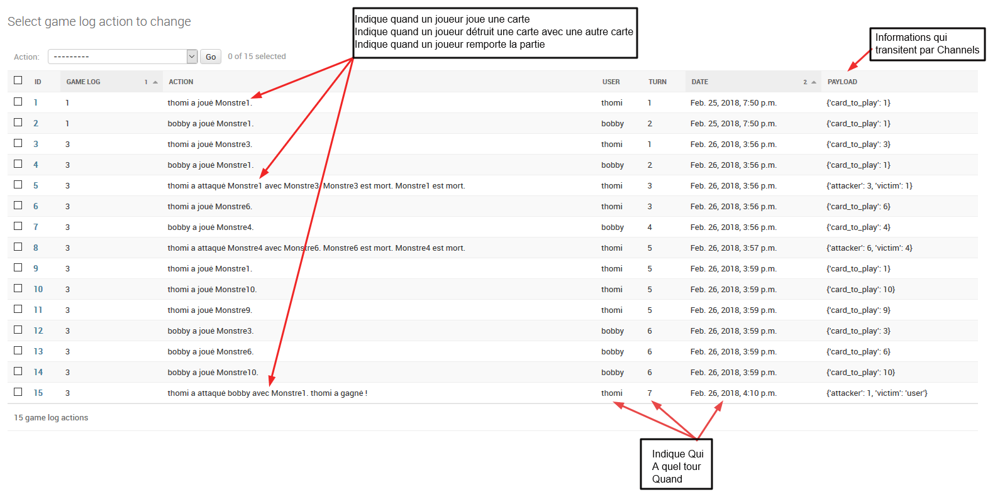 Select game log action to change
Indique quand un joueur joue une carte
Indique quand un joueur détruit une carte avec une autre carte
Indique quand un joueur remporte la partie
Informations qui
transitent par Channels
Action: --------- Go 0 of 15 selected
ID GAME LOG 1 ACTION USER TURN DATE 2 PAYLOAD
1 1 thomi a joué Monstre1. thomi 1 Feb. 25, 2018, 7:50 p.m. {'card_to_play': 1}
2 1 bobby a joué Monstre1. bobby 2 Feb. 25, 2018, 7:50 p.m. {'card_to_play': 1}
3 3 thomi a joué Monstre3. thomi 1 Feb. 26, 2018, 3:56 p.m. {'card_to_play': 3}
4 3 bobby a joué Monstre1. bobby 2 Feb. 26, 2018, 3:56 p.m. {'card_to_play': 1}
5 3 thomi a attaqué Monstre1 avec Monstre3. Monstre3 est mort. Monstre1 est mort. thomi 3 Feb. 26, 2018, 3:56 p.m. {'attacker': 3, 'victim': 1}
6 3 thomi a joué Monstre6. thomi 3 Feb. 26, 2018, 3:56 p.m. {'card_to_play': 6}
7 3 bobby a joué Monstre4. bobby 4 Feb. 26, 2018, 3:56 p.m. {'card_to_play': 4}
8 3 thomi a attaqué Monstre4 avec Monstre6. Monstre6 est mort. Monstre4 est mort. thomi 5 Feb. 26, 2018, 3:57 p.m. {'attacker': 6, 'victim': 4}
9 3 thomi a joué Monstre1. thomi 5 Feb. 26, 2018, 3:59 p.m. {'card_to_play': 1}
10 3 thomi a joué Monstre10. thomi 5 Feb. 26, 2018, 3:59 p.m. {'card_to_play': 10}
11 3 thomi a joué Monstre9. thomi 5 Feb. 26, 2018, 3:59 p.m. {'card_to_play': 9}
12 3 bobby a joué Monstre3. bobby 6 Feb. 26, 2018, 3:59 p.m. {'card_to_play': 3}
13 3 bobby a joué Monstre6. bobby 6 Feb. 26, 2018, 3:59 p.m. {'card_to_play': 6}
14 3 bobby a joué Monstre10. bobby 6 Feb. 26, 2018, 3:59 p.m. {'card_to_play': 10}
15 3 thomi a attaqué bobby avec Monstre1. thomi a gagné ! thomi 7 Feb. 26, 2018, 4:10 p.m. {'attacker': 1, 'victim': 'user'}
15 game log actions
Indique Qui
A quel tour
Quand